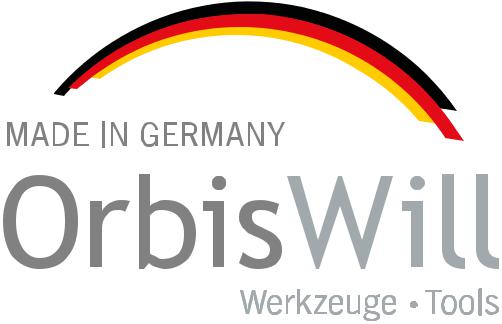 MADE IN GERMANY
OrbisWill
Werkzeuge • Tools